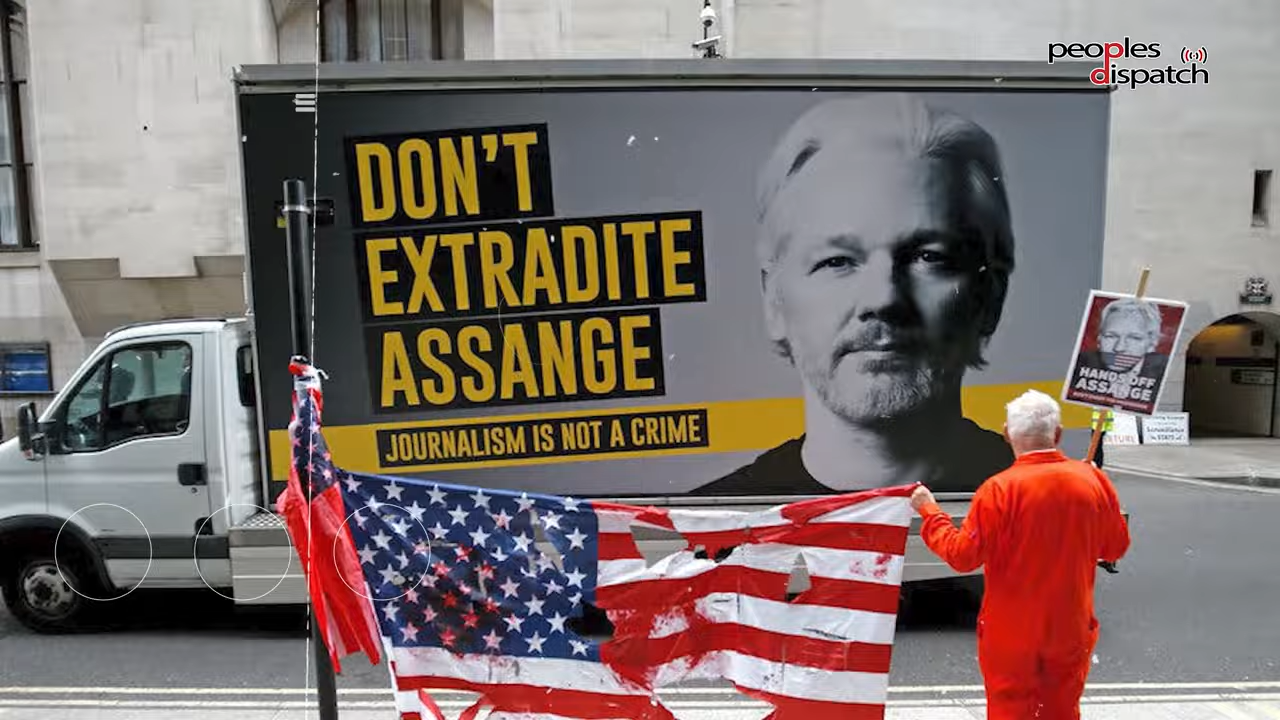 peoples
dispatch
DON'T
EXTRADITE
ASSANGE
JOURNALISM IS NOT A CRIME
HANDS OFF
ASSANGE